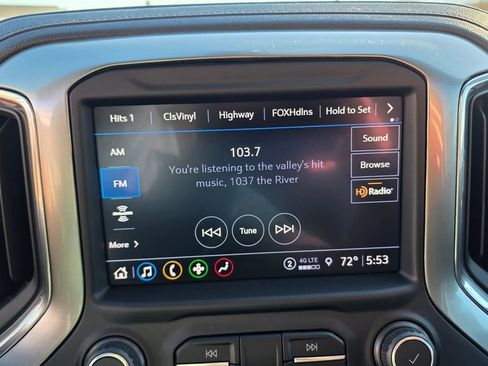 Hits 1 ClsVinyl Highway FOXHdlns Hold to Set
AM
103.7
Sound
You're listening to the valley's hit
music, 1037 the River
Browse
FM
HD Radio
SiriusXM
Tune
More
2 4G LTE 72° 5:53